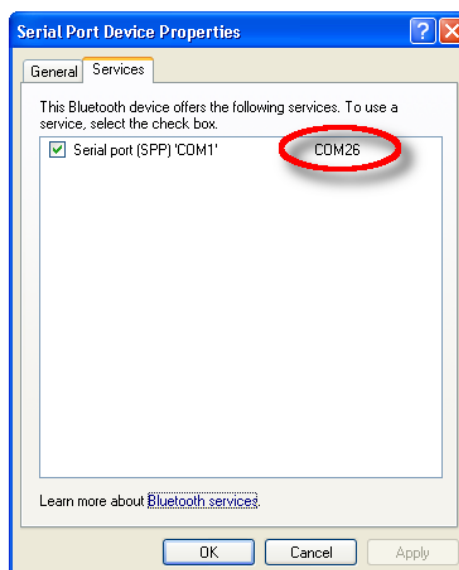 Serial Port Device Properties
General Services
This Bluetooth device offers the following services. To use a
service, select the check box.
Serial port (SPP) 'COM1' COM26
Learn more about Bluetooth services.
OK Cancel Apply